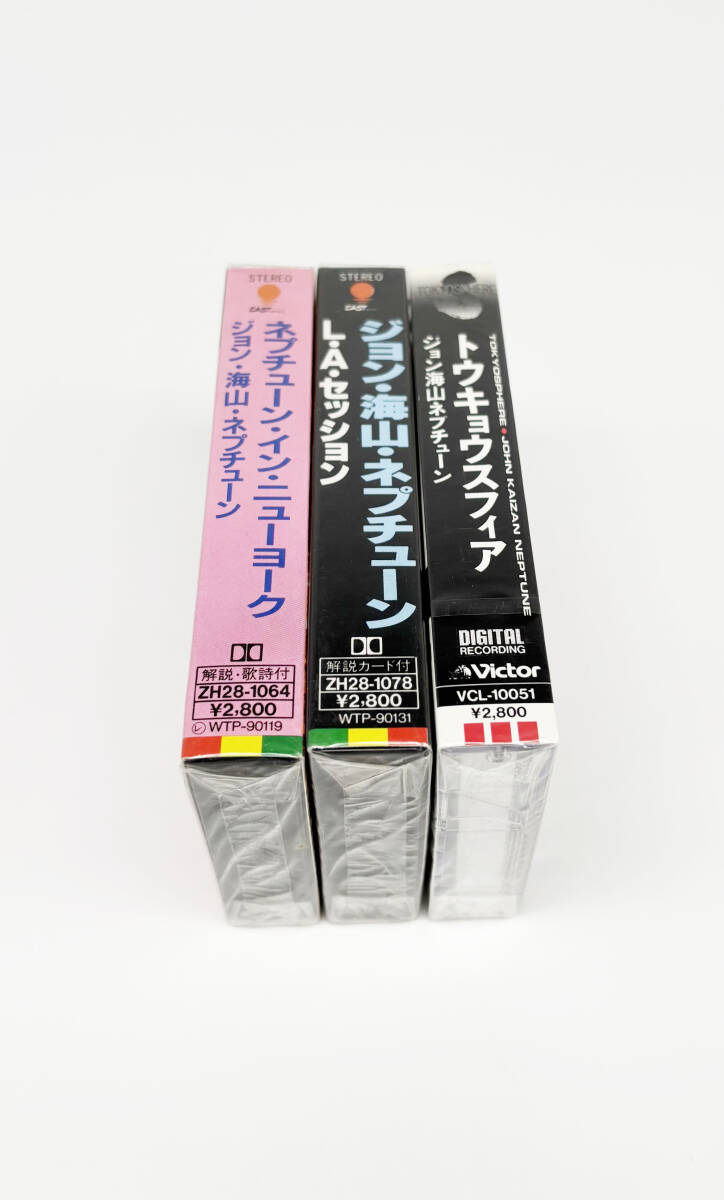 STEREO
EAST
ネプチューン・イン・ニューヨーク
ジョン・海山・ネプチューン
解説・歌詩付
ZH28-1064
¥2,800
Ⓛ WTP-90119
STEREO
EAST
ジョン・海山・ネプチューン
L・A・セッション
解説カード付
ZH28-1078
¥2,800
WTP-90131
TOKYOSPHERE
TOKYOSPHERE • JOHN KAIZAN NEPTUNE
トウキョウスフィア
ジョン海山ネプチューン
DIGITAL
RECORDING
Victor
VCL-10051
¥2,800